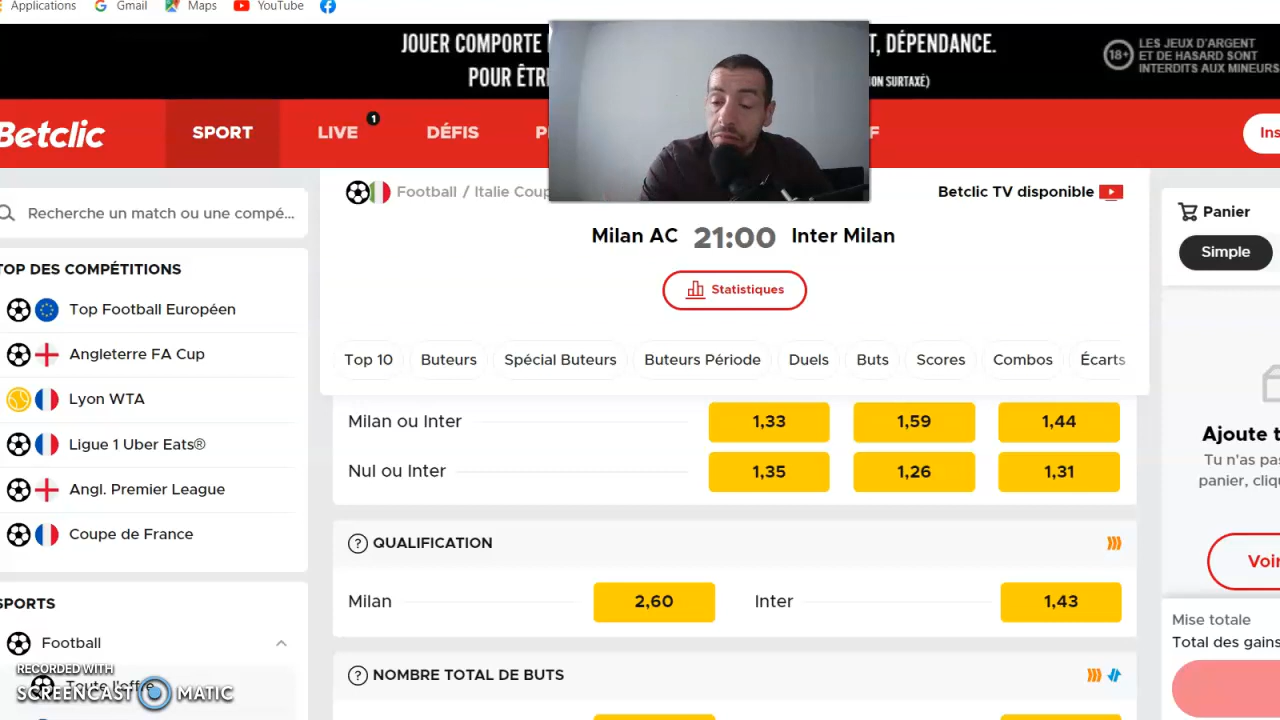 Applications
Gmail
Maps
YouTube
JOUER COMPORTE
T, DÉPENDANCE.
POUR ÊTRE
ON SURTAXÉ)
18+
LES JEUX D'ARGENT
ET DE HASARD SONT
INTERDITS AUX MINEURS
Betclic
SPORT
LIVE
1
DÉFIS
Recherche un match ou une compé...
Football / Italie Coup
Betclic TV disponible
Milan AC 21:00 Inter Milan
Statistiques
Top 10
Buteurs
Spécial Buteurs
Buteurs Période
Duels
Buts
Scores
Combos
Écarts
Milan ou Inter 1,33 1,59 1,44
Nul ou Inter 1,35 1,26 1,31
? QUALIFICATION
Milan 2,60 Inter 1,43
? NOMBRE TOTAL DE BUTS
TOP DES COMPÉTITIONS
Top Football Européen
Angleterre FA Cup
Lyon WTA
Ligue 1 Uber Eats®
Angl. Premier League
Coupe de France
SPORTS
Football
Toute l'offre
RECORDED WITH
SCREENCAST MATIC
Ins
Panier
Simple
Ajoute t
Tu n'as pa
panier, cliq
Voir
Mise totale
Total des gains